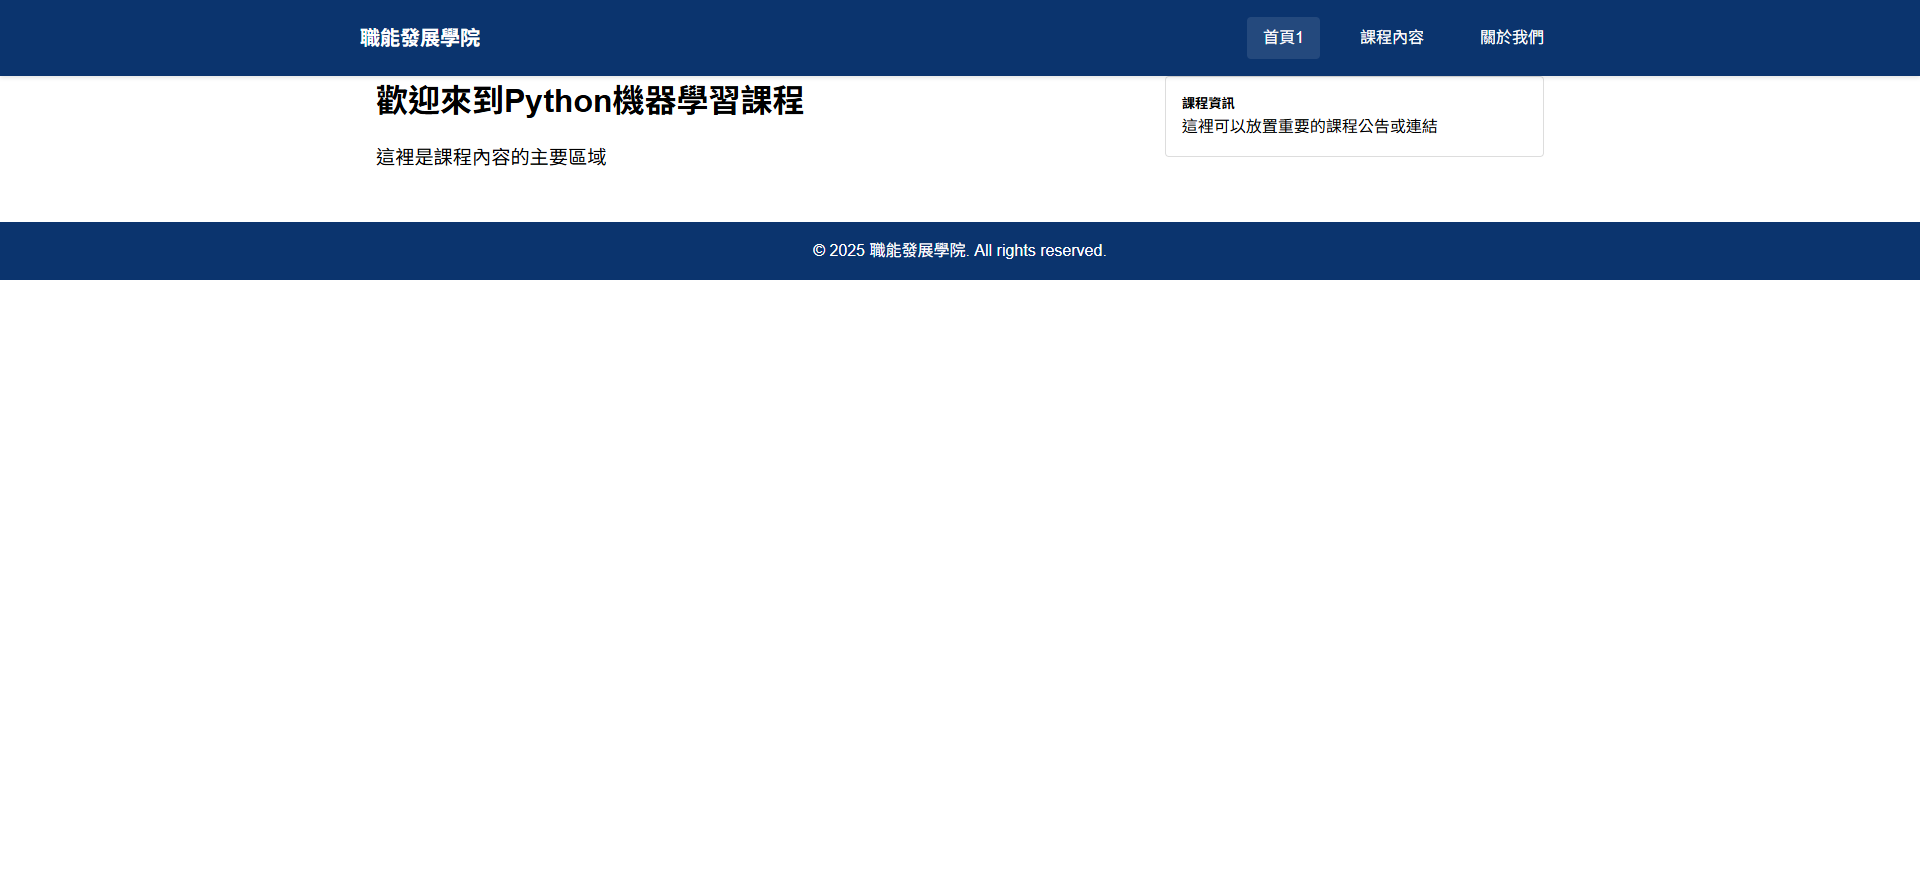 職能發展學院
首頁1
課程內容
關於我們
歡迎來到Python機器學習課程
這裡是課程內容的主要區域
課程資訊
這裡可以放置重要的課程公告或連結
© 2025 職能發展學院. All rights reserved.